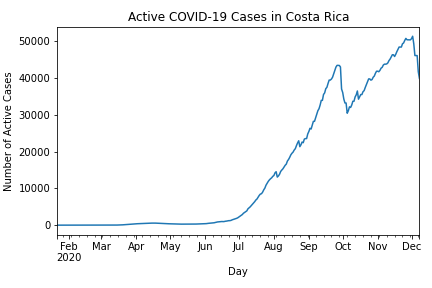 Active COVID-19 Cases in Costa Rica
50000
40000
30000
20000
10000
0
Number of Active Cases
Feb Mar Apr May Jun Jul Aug Sep Oct Nov Dec
2020
Day